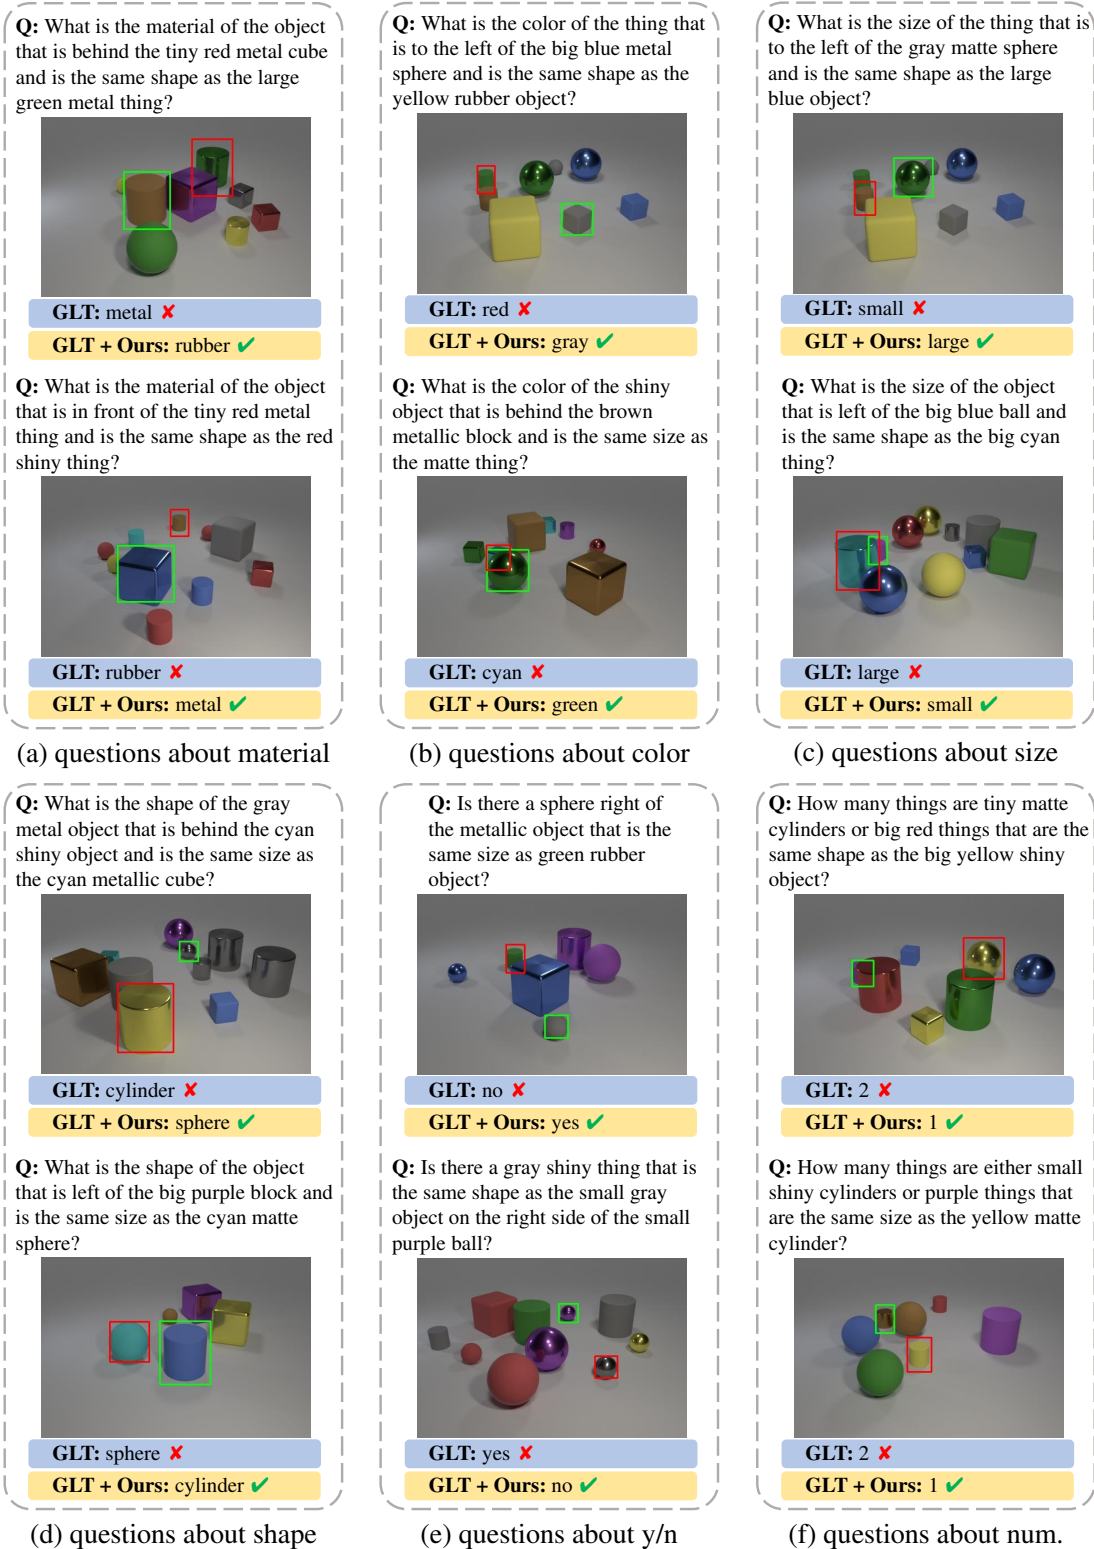 Q: What is the material of the object
that is behind the tiny red metal cube
and is the same shape as the large
green metal thing?
GLT: metal ✘
GLT + Ours: rubber ✔
Q: What is the material of the object
that is in front of the tiny red metal
thing and is the same shape as the red
shiny thing?
GLT: rubber ✘
GLT + Ours: metal ✔
(a) questions about material
Q: What is the color of the thing that
is to the left of the big blue metal
sphere and is the same shape as the
yellow rubber object?
GLT: red ✘
GLT + Ours: gray ✔
Q: What is the color of the shiny
object that is behind the brown
metallic block and is the same size as
the matte thing?
GLT: cyan ✘
GLT + Ours: green ✔
(b) questions about color
Q: What is the size of the thing that is
to the left of the gray matte sphere
and is the same shape as the large
blue object?
GLT: small ✘
GLT + Ours: large ✔
Q: What is the size of the object
that is left of the big blue ball and
is the same shape as the big cyan
thing?
GLT: large ✘
GLT + Ours: small ✔
(c) questions about size
Q: What is the shape of the gray
metal object that is behind the cyan
shiny object and is the same size as
the cyan metallic cube?
GLT: cylinder ✘
GLT + Ours: sphere ✔
Q: What is the shape of the object
that is left of the big purple block and
is the same size as the cyan matte
sphere?
GLT: sphere ✘
GLT + Ours: cylinder ✔
(d) questions about shape
Q: Is there a sphere right of
the metallic object that is the
same size as green rubber
object?
GLT: no ✘
GLT + Ours: yes ✔
Q: Is there a gray shiny thing that is
the same shape as the small gray
object on the right side of the small
purple ball?
GLT: yes ✘
GLT + Ours: no ✔
(e) questions about y/n
Q: How many things are tiny matte
cylinders or big red things that are the
same shape as the big yellow shiny
object?
GLT: 2 ✘
GLT + Ours: 1 ✔
Q: How many things are either small
shiny cylinders or purple things that
are the same size as the yellow matte
cylinder?
GLT: 2 ✘
GLT + Ours: 1 ✔
(f) questions about num.